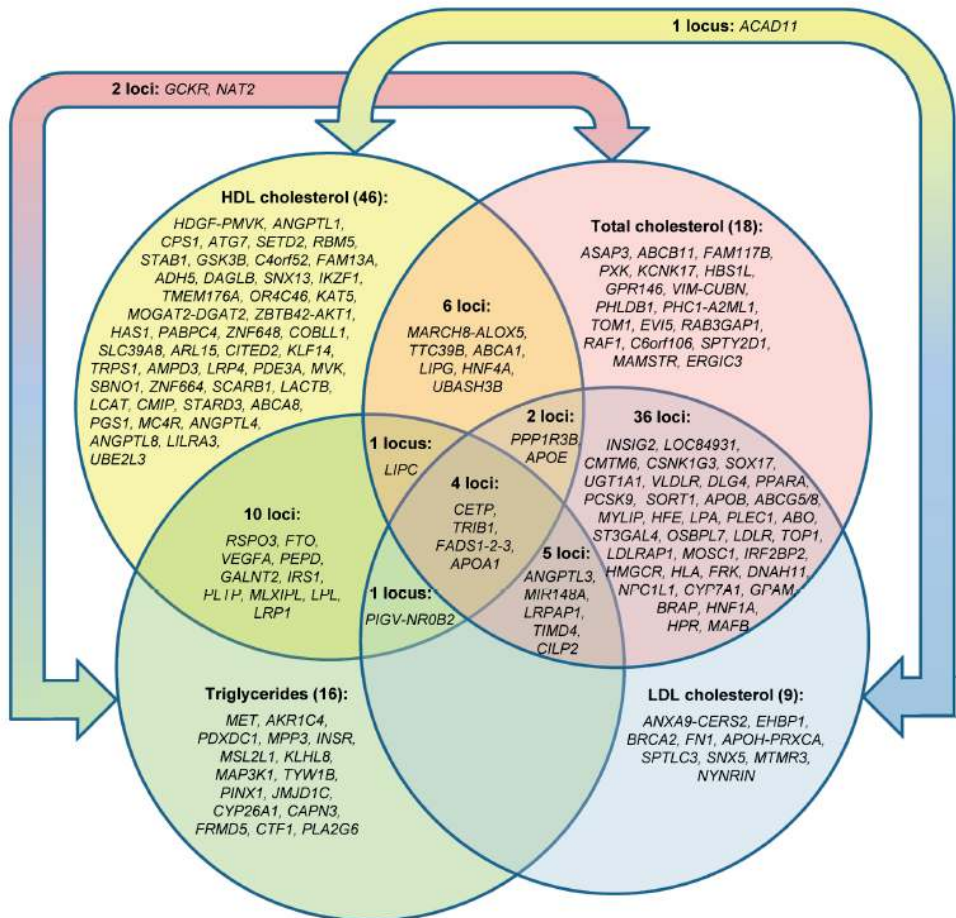 1 locus: ACAD11
2 loci: GCKR, NAT2
HDL cholesterol (46):
HDGF-PMVK, ANGPTL1,
CPS1, ATG7, SETD2, RBM5,
STAB1, GSK3B, C4orf52, FAM13A,
ADH5, DAGLB, SNX13, IKZF1,
TMEM176A, OR4C46, KAT5,
MOGAT2-DGAT2, ZBTB42-AKT1,
HAS1, PABPC4, ZNF648, COBLL1,
SLC39A8, ARL15, CITED2, KLF14,
TRPS1, AMPD3, LRP4, PDE3A, MVK,
SBNO1, ZNF664, SCARB1, LACTB,
LCAT, CMIP, STARD3, ABCA8,
PGS1, MC4R, ANGPTL4,
ANGPTL8, LILRA3,
UBE2L3
Total cholesterol (18):
ASAP3, ABCB11, FAM117B,
PXK, KCNK17, HBS1L,
GPR146, VIM-CUBN,
PHLDB1, PHC1-A2ML1,
TOM1, EVI5, RAB3GAP1,
RAF1, C6orf106, SPTY2D1,
MAMSTR, ERGIC3
6 loci:
MARCH8-ALOX5,
TTC39B, ABCA1,
LIPG, HNF4A,
UBASH3B
2 loci:
PPP1R3B,
APOE
36 loci:
INSIG2, LOC84931,
CMTM6, CSNK1G3, SOX17,
UGT1A1, VLDLR, DLG4, PPARA,
PCSK9, SORT1, APOB, ABCG5/8,
MYLIP, HFE, LPA, PLEC1, ABO,
ST3GAL4, OSBPL7, LDLR, TOP1,
LDLRAP1, MOSC1, IRF2BP2,
HMGCR, HLA, FRK, DNAH11,
NPC1L1, CYP7A1, GPAM,
BRAP, HNF1A,
HPR, MAFB
1 locus:
LIPC
4 loci:
CETP,
TRIB1,
FADS1-2-3,
APOA1
10 loci:
RSPO3, FTO,
VEGFA, PEPD,
GALNT2, IRS1,
PLTP, MLXIPL, LPL,
LRP1
1 locus:
PIGV-NR0B2
5 loci:
ANGPTL3,
MIR148A,
LRPAP1,
TIMD4,
CILP2
Triglycerides (16):
MET, AKR1C4,
PDXDC1, MPP3, INSR,
MSL2L1, KLHL8,
MAP3K1, TYW1B,
PINX1, JMJD1C,
CYP26A1, CAPN3,
FRMD5, CTF1, PLA2G6
LDL cholesterol (9):
ANXA9-CERS2, EHBP1,
BRCA2, FN1, APOH-PRXCA,
SPTLC3, SNX5, MTMR3,
NYNRIN